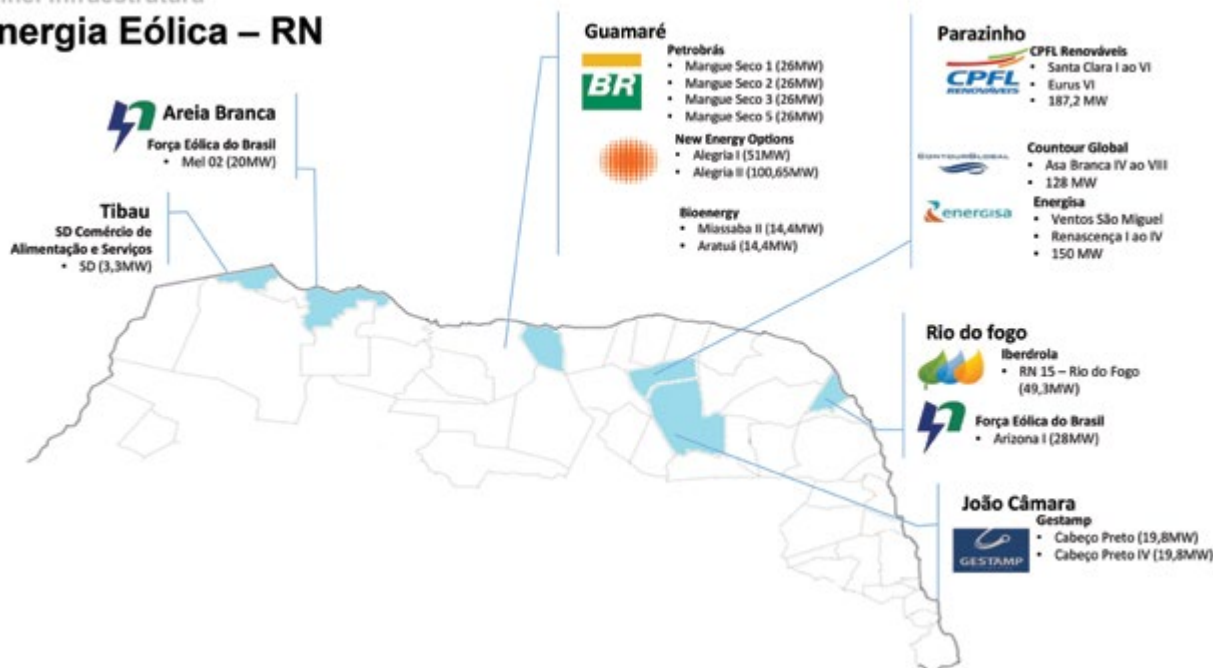 nergia Eólica – RN
Areia Branca
Força Eólica do Brasil
• Mel 02 (20MW)
Tibau
SD Comércio de
Alimentação e Serviços
• SD (3,3MW)
Guamaré
BR
Petrobrás
• Mangue Seco 1 (26MW)
• Mangue Seco 2 (26MW)
• Mangue Seco 3 (26MW)
• Mangue Seco 5 (26MW)
New Energy Options
• Alegria I (51MW)
• Alegria II (100,65MW)
Bioenergy
• Miassaba II (14,4MW)
• Aratuá (14,4MW)
Parazinho
CPFL
RENOVÁVEIS
CPFL Renováveis
• Santa Clara I ao VI
• Eurus VI
• 187,2 MW
CONTOURGLOBAL
Countour Global
• Asa Branca IV ao VIII
• 128 MW
energisa
Energisa
• Ventos São Miguel
• Renascença I ao IV
• 150 MW
Rio do fogo
Iberdrola
• RN 15 – Rio do Fogo
(49,3MW)
Força Eólica do Brasil
• Arizona I (28MW)
João Câmara
GESTAMP
Gestamp
• Cabeço Preto (19,8MW)
• Cabeço Preto IV (19,8MW)